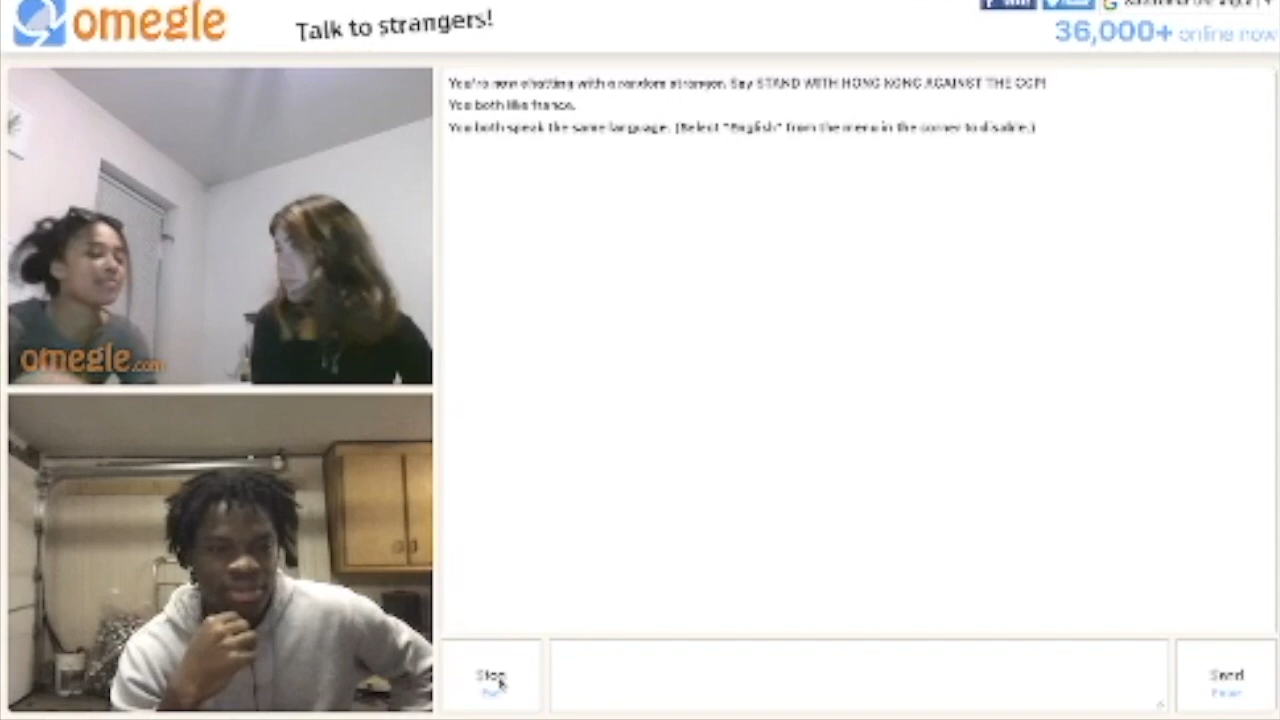 omegle
Talk to strangers!
36,000+ online now
You're now chatting with a random stranger. Say STAND WITH HONG KONG AGAINST THE CCP!
You both like france.
You both speak the same language. (Select "English" from the menu in the corner to disable.)
omegle.com
Stop
Esc
Send
Enter